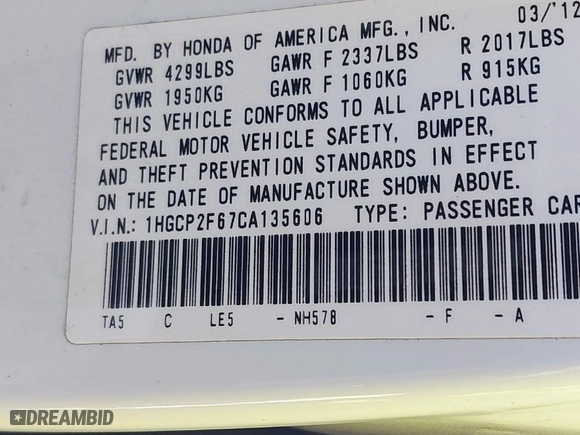 03/'12
MFD. BY HONDA OF AMERICA MFG., INC.
GVWR 4299LBS GAWR F 2337LBS R 2017LBS
GVWR 1950KG GAWR F 1060KG R 915KG
THIS VEHICLE CONFORMS TO ALL APPLICABLE
FEDERAL MOTOR VEHICLE SAFETY, BUMPER,
AND THEFT PREVENTION STANDARDS IN EFFECT
ON THE DATE OF MANUFACTURE SHOWN ABOVE.
V.I.N.: 1HGCP2F67CA135606 TYPE: PASSENGER CAR
TA5 C LE5 - NH578 - F - A
DREAMBID